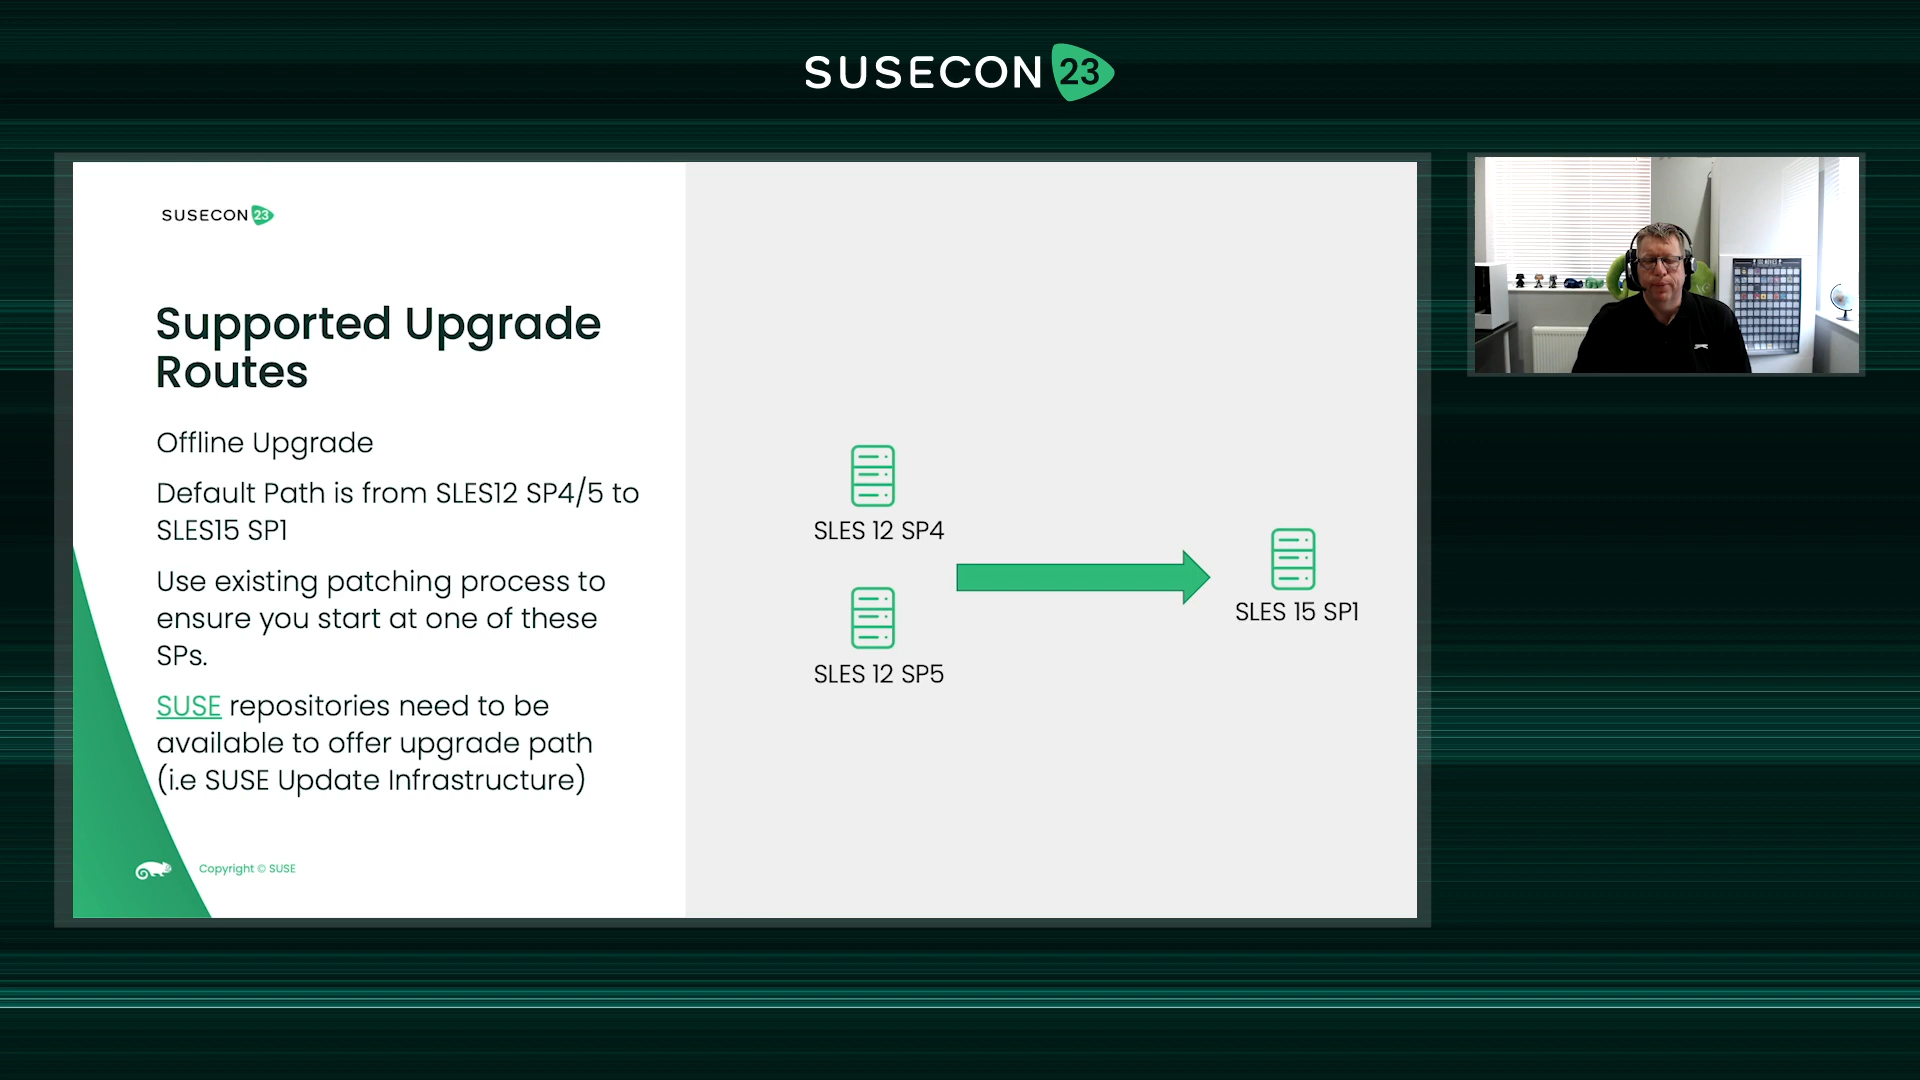 SUSECON 23
SUSECON 23
Supported Upgrade
Routes
Offline Upgrade
Default Path is from SLES12 SP4/5 to
SLES15 SP1
Use existing patching process to
ensure you start at one of these
SPs.
SUSE repositories need to be
available to offer upgrade path
(i.e SUSE Update Infrastructure)
Copyright © SUSE
SLES 12 SP4
SLES 12 SP5
SLES 15 SP1